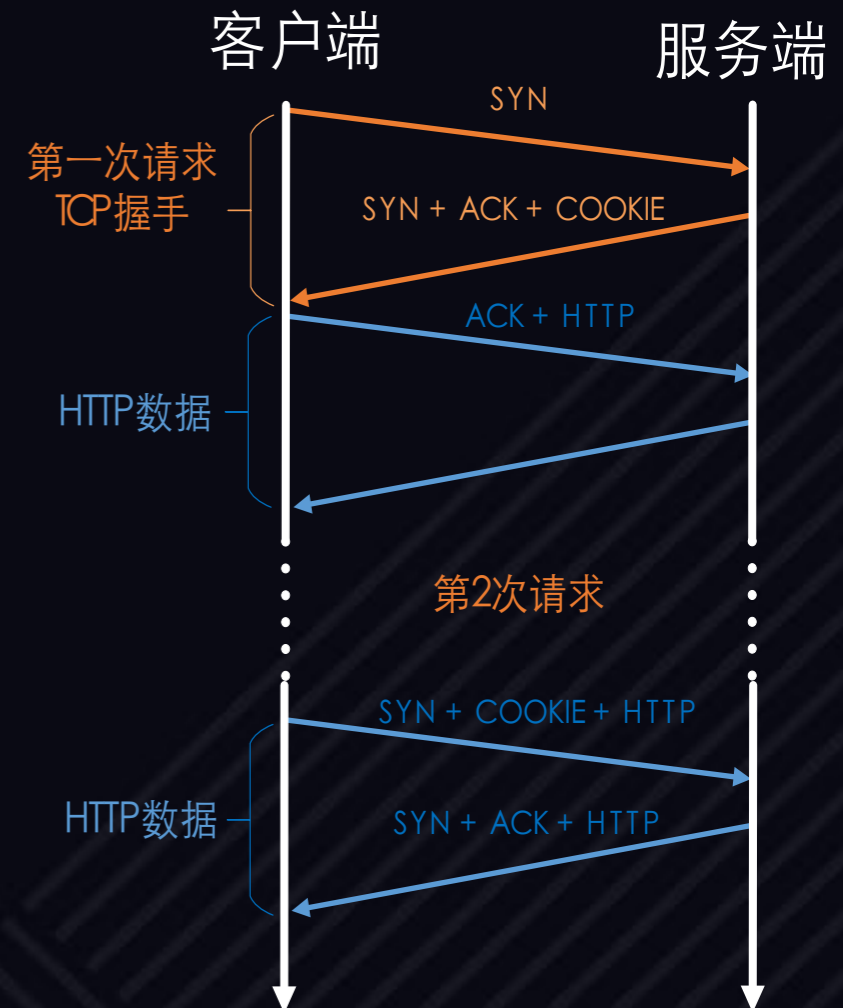 客户端
服务端
SYN
第一次请求
TCP握手
SYN + ACK + COOKIE
ACK + HTTP
HTTP数据
第2次请求
SYN + COOKIE + HTTP
HTTP数据
SYN + ACK + HTTP